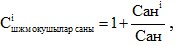 Cⁱшжм оқушылар саны = 1+ Санⁱ/Сан ,